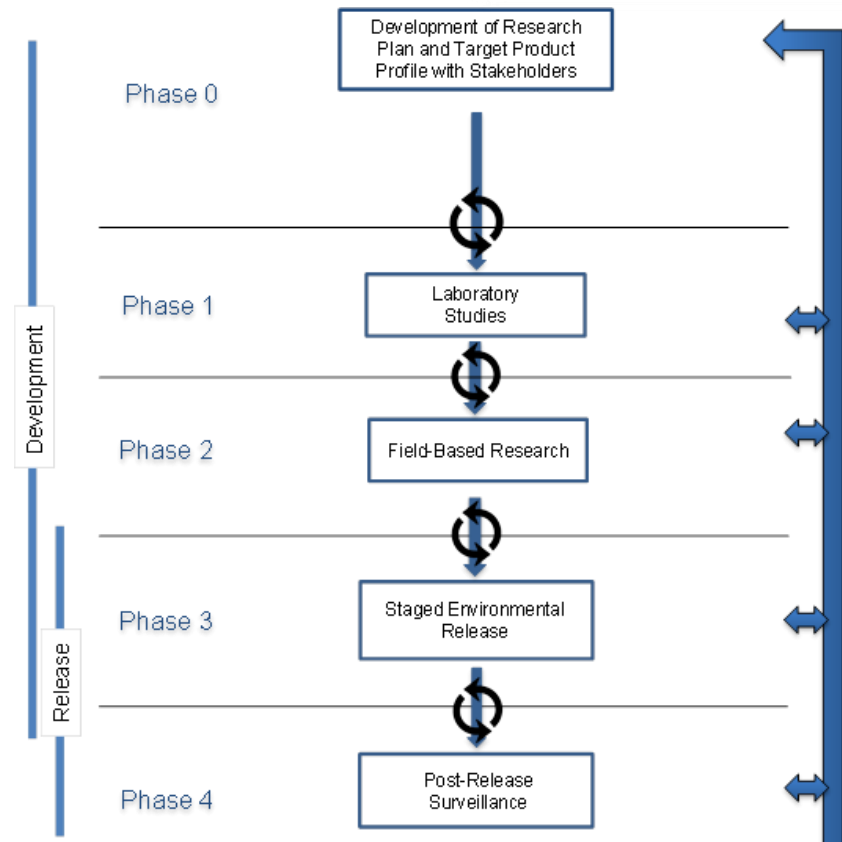 Development of Research
Plan and Target Product
Profile with Stakeholders
Phase 0
Phase 1
Laboratory
Studies
Development
Phase 2
Field-Based Research
Phase 3
Staged Environmental
Release
Release
Phase 4
Post-Release
Surveillance